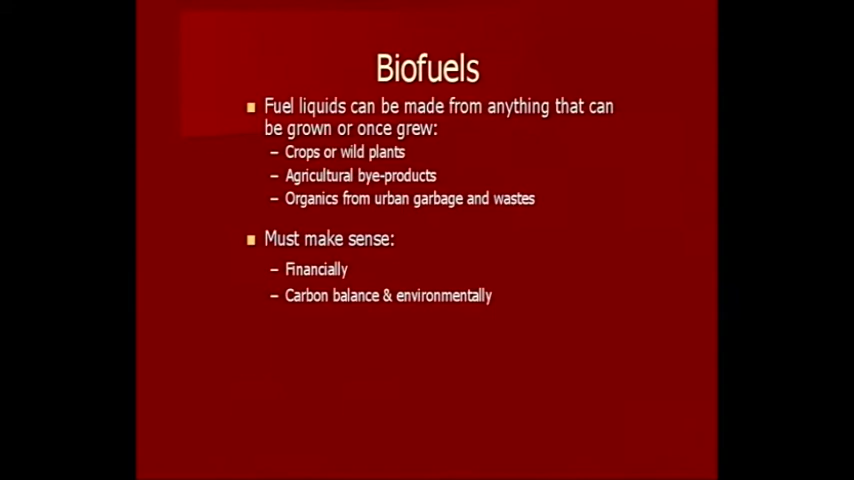 Biofuels
■ Fuel liquids can be made from anything that can
be grown or once grew:
– Crops or wild plants
– Agricultural bye-products
– Organics from urban garbage and wastes
■ Must make sense:
– Financially
– Carbon balance & environmentally